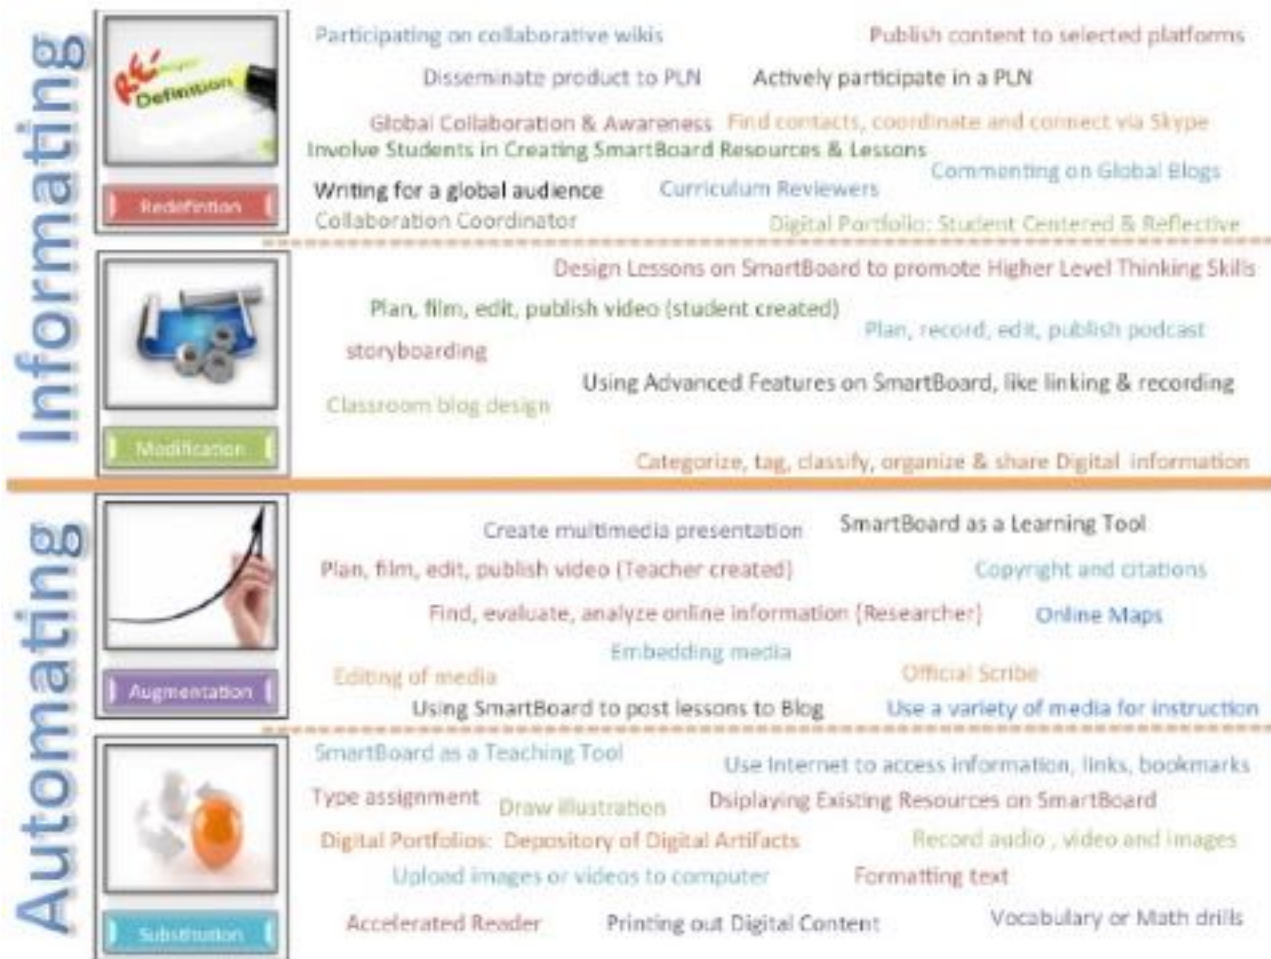 Informating
RE-
Definition
Redefintion
Participating on collaborative wikis
Publish content to selected platforms
Disseminate product to PLN
Actively participate in a PLN
Global Collaboration & Awareness
Find contacts, coordinate and connect via Skype
Involve Students in Creating SmartBoard Resources & Lessons
Commenting on Global Blogs
Writing for a global audience
Curriculum Reviewers
Collaboration Coordinator
Digital Portfolio: Student Centered & Reflective
Modification
Design Lessons on SmartBoard to promote Higher Level Thinking Skills
Plan, film, edit, publish video (student created)
Plan, record, edit, publish podcast
storyboarding
Using Advanced Features on SmartBoard, like linking & recording
Classroom blog design
Categorize, tag, classify, organize & share Digital information
Automating
Augmentation
Create multimedia presentation
SmartBoard as a Learning Tool
Plan, film, edit, publish video (Teacher created)
Copyright and citations
Find, evaluate, analyze online information (Researcher)
Online Maps
Embedding media
Editing of media
Official Scribe
Using SmartBoard to post lessons to Blog
Use a variety of media for instruction
Substitution
SmartBoard as a Teaching Tool
Use Internet to access information, links, bookmarks
Type assignment
Draw illustration
Dsiplaying Existing Resources on SmartBoard
Digital Portfolios: Depository of Digital Artifacts
Record audio , video and images
Upload images or videos to computer
Formatting text
Accelerated Reader
Printing out Digital Content
Vocabulary or Math drills